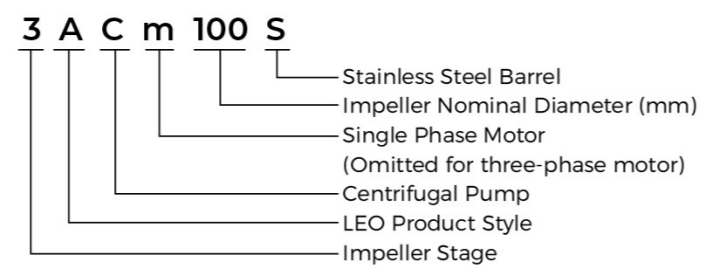 3 A C m 100 S
Stainless Steel Barrel
Impeller Nominal Diameter (mm)
Single Phase Motor
(Omitted for three-phase motor)
Centrifugal Pump
LEO Product Style
Impeller Stage